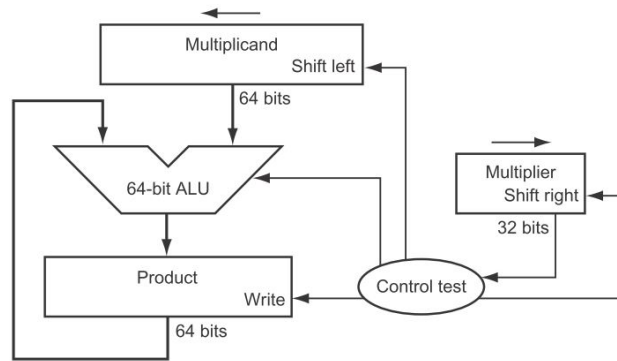 Multiplicand
Shift left
64 bits
64-bit ALU
Multiplier
Shift right
32 bits
Product
Write
Control test
64 bits